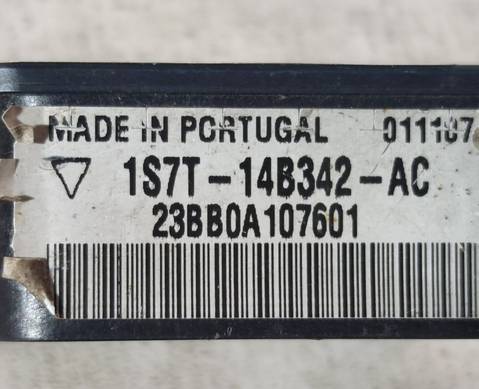 MADE IN PORTUGAL 011107
1S7T-14B342-AC
23BB0A107601